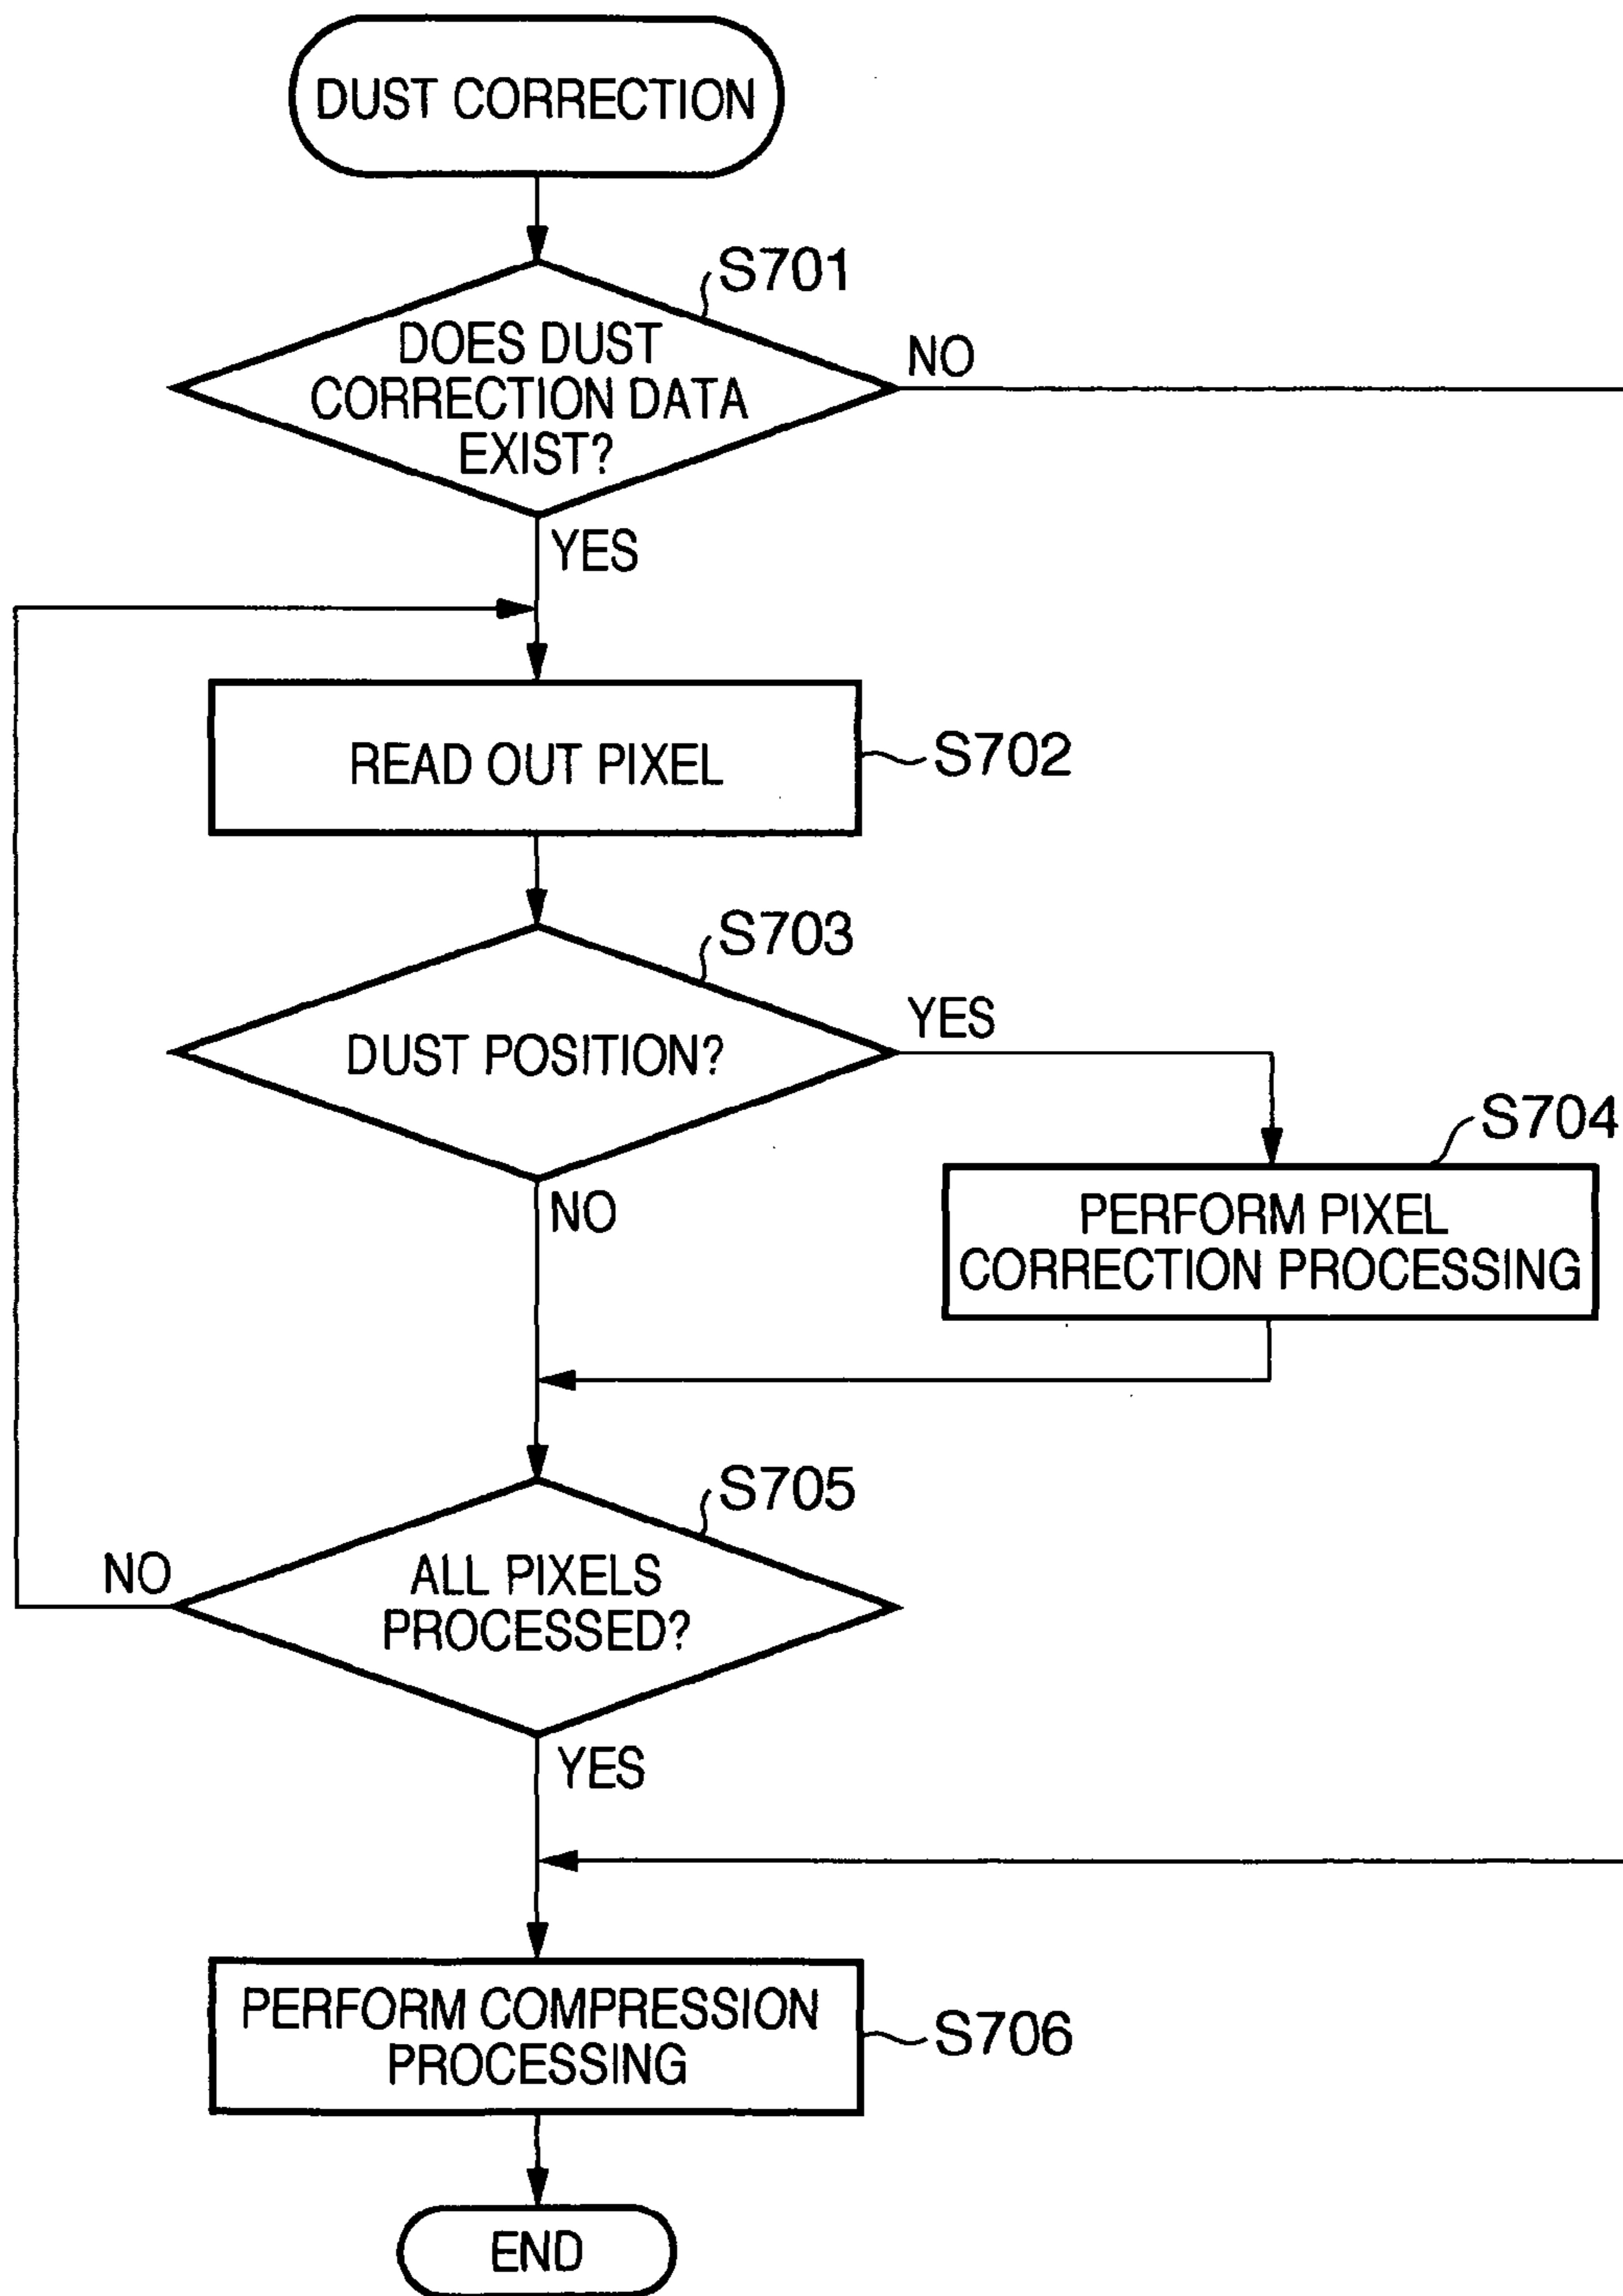 DUST CORRECTION
S701
DOES DUST
CORRECTION DATA
EXIST?
NO
YES
READ OUT PIXEL
S702
S703
DUST POSITION?
YES
NO
S704
PERFORM PIXEL
CORRECTION PROCESSING
S705
ALL PIXELS
PROCESSED?
NO
YES
PERFORM COMPRESSION
PROCESSING
S706
END